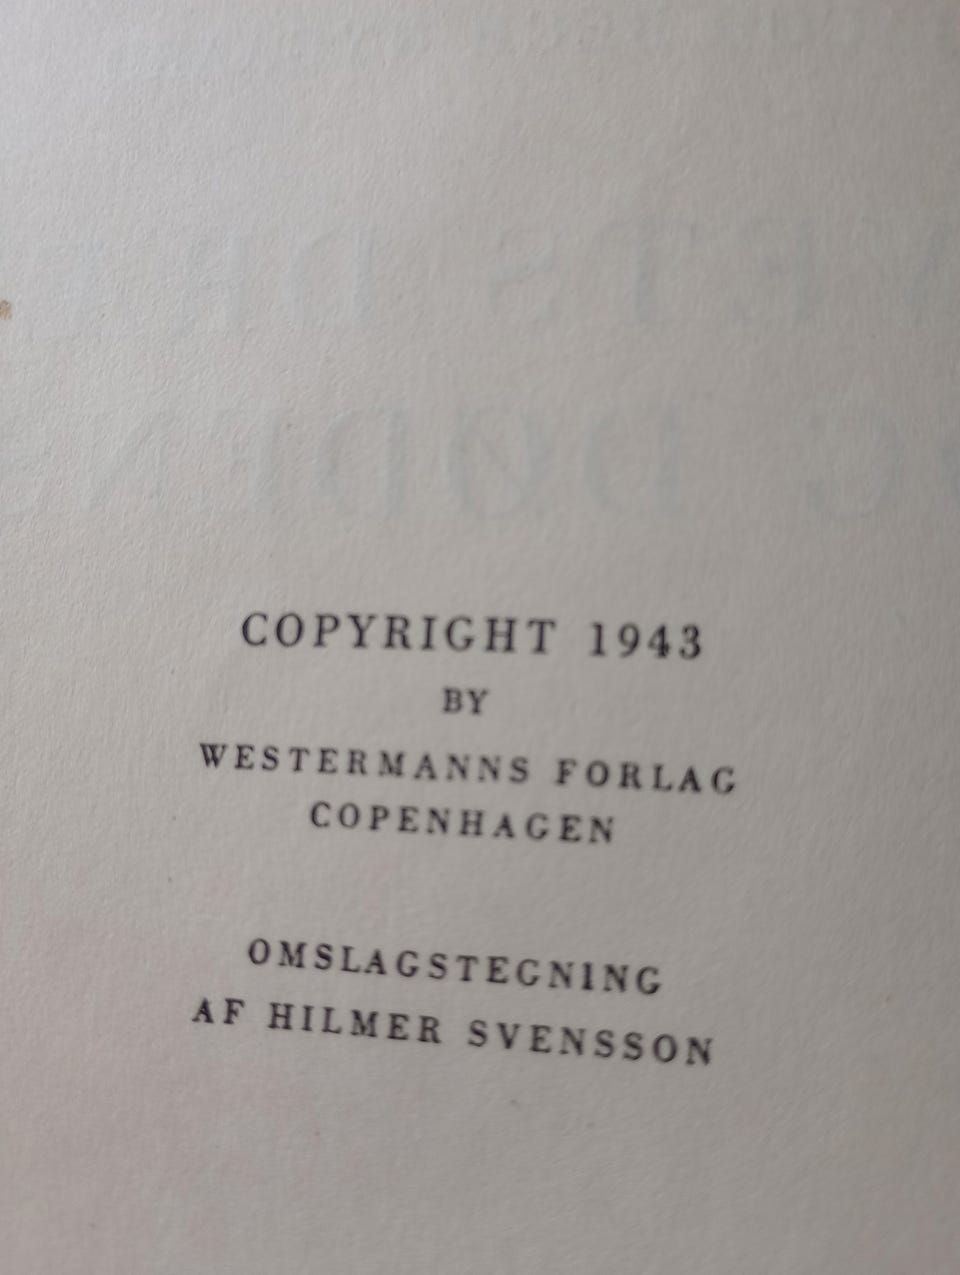 COPYRIGHT 1943
BY
WESTERMANNS FORLAG
COPENHAGEN
OMSLAGSTEGNING
AF HILMER SVENSSON